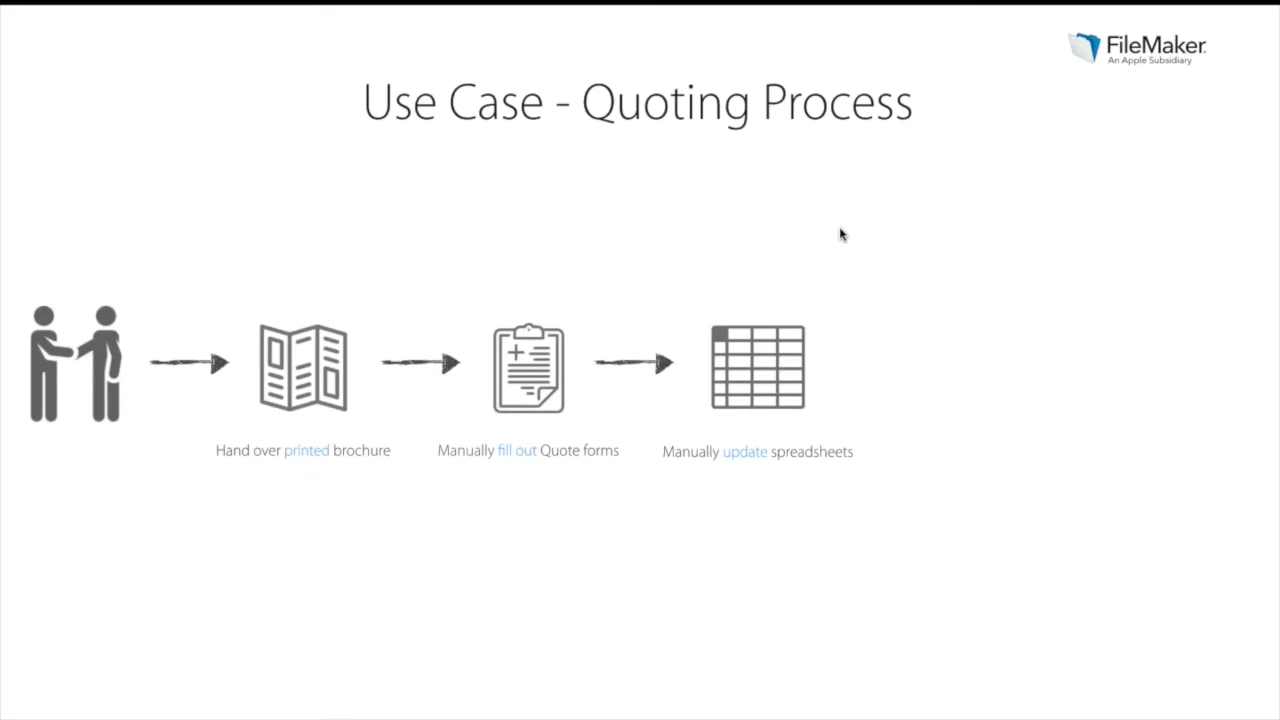 FileMaker
An Apple Subsidiary
Use Case - Quoting Process
Hand over printed brochure
Manually fill out Quote forms
Manually update spreadsheets